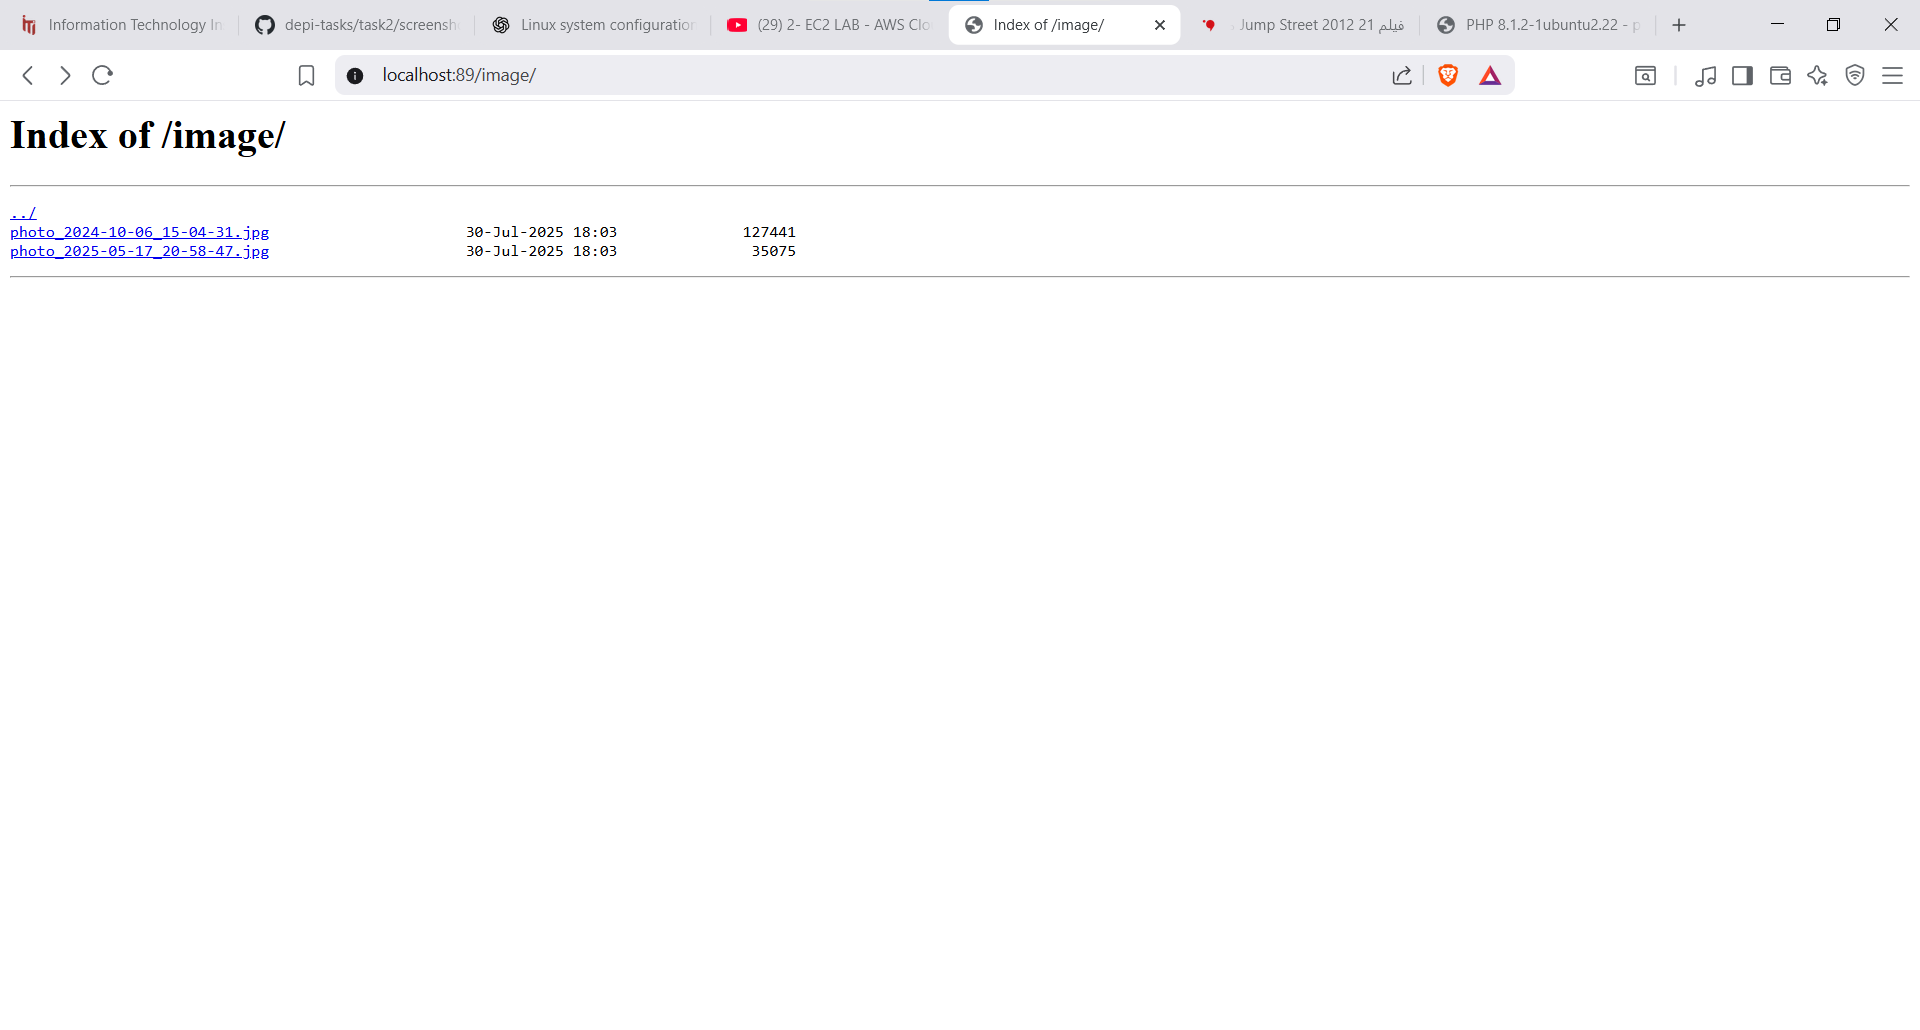 Information Technology In
depi-tasks/task2/screensh
Linux system configuration
(29) 2- EC2 LAB - AWS Clo
Index of /image/
فيلم 21 Jump Street 2012
PHP 8.1.2-1ubuntu2.22 - p
localhost:89/image/
Index of /image/
../
photo_2024-10-06_15-04-31.jpg 30-Jul-2025 18:03 127441
photo_2025-05-17_20-58-47.jpg 30-Jul-2025 18:03 35075